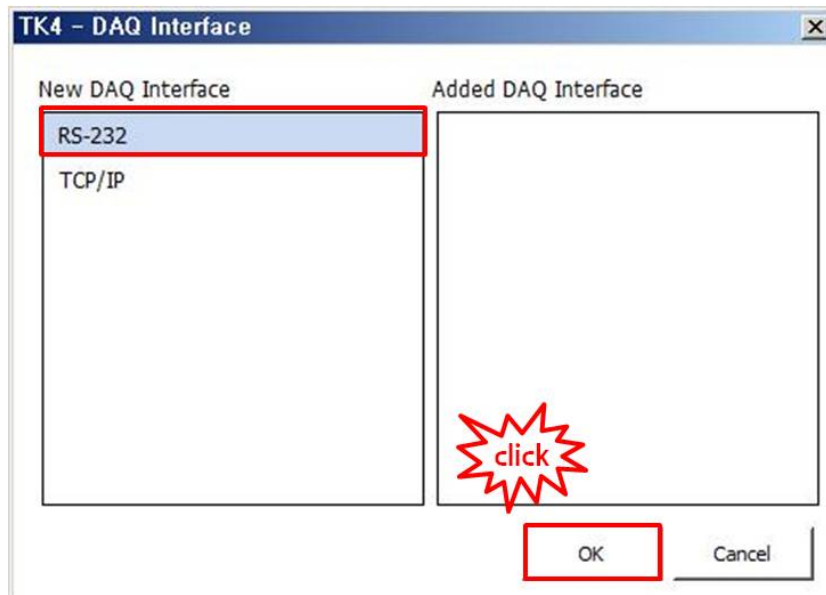 TK4 - DAQ Interface
New DAQ Interface
Added DAQ Interface
RS-232
TCP/IP
click
OK
Cancel